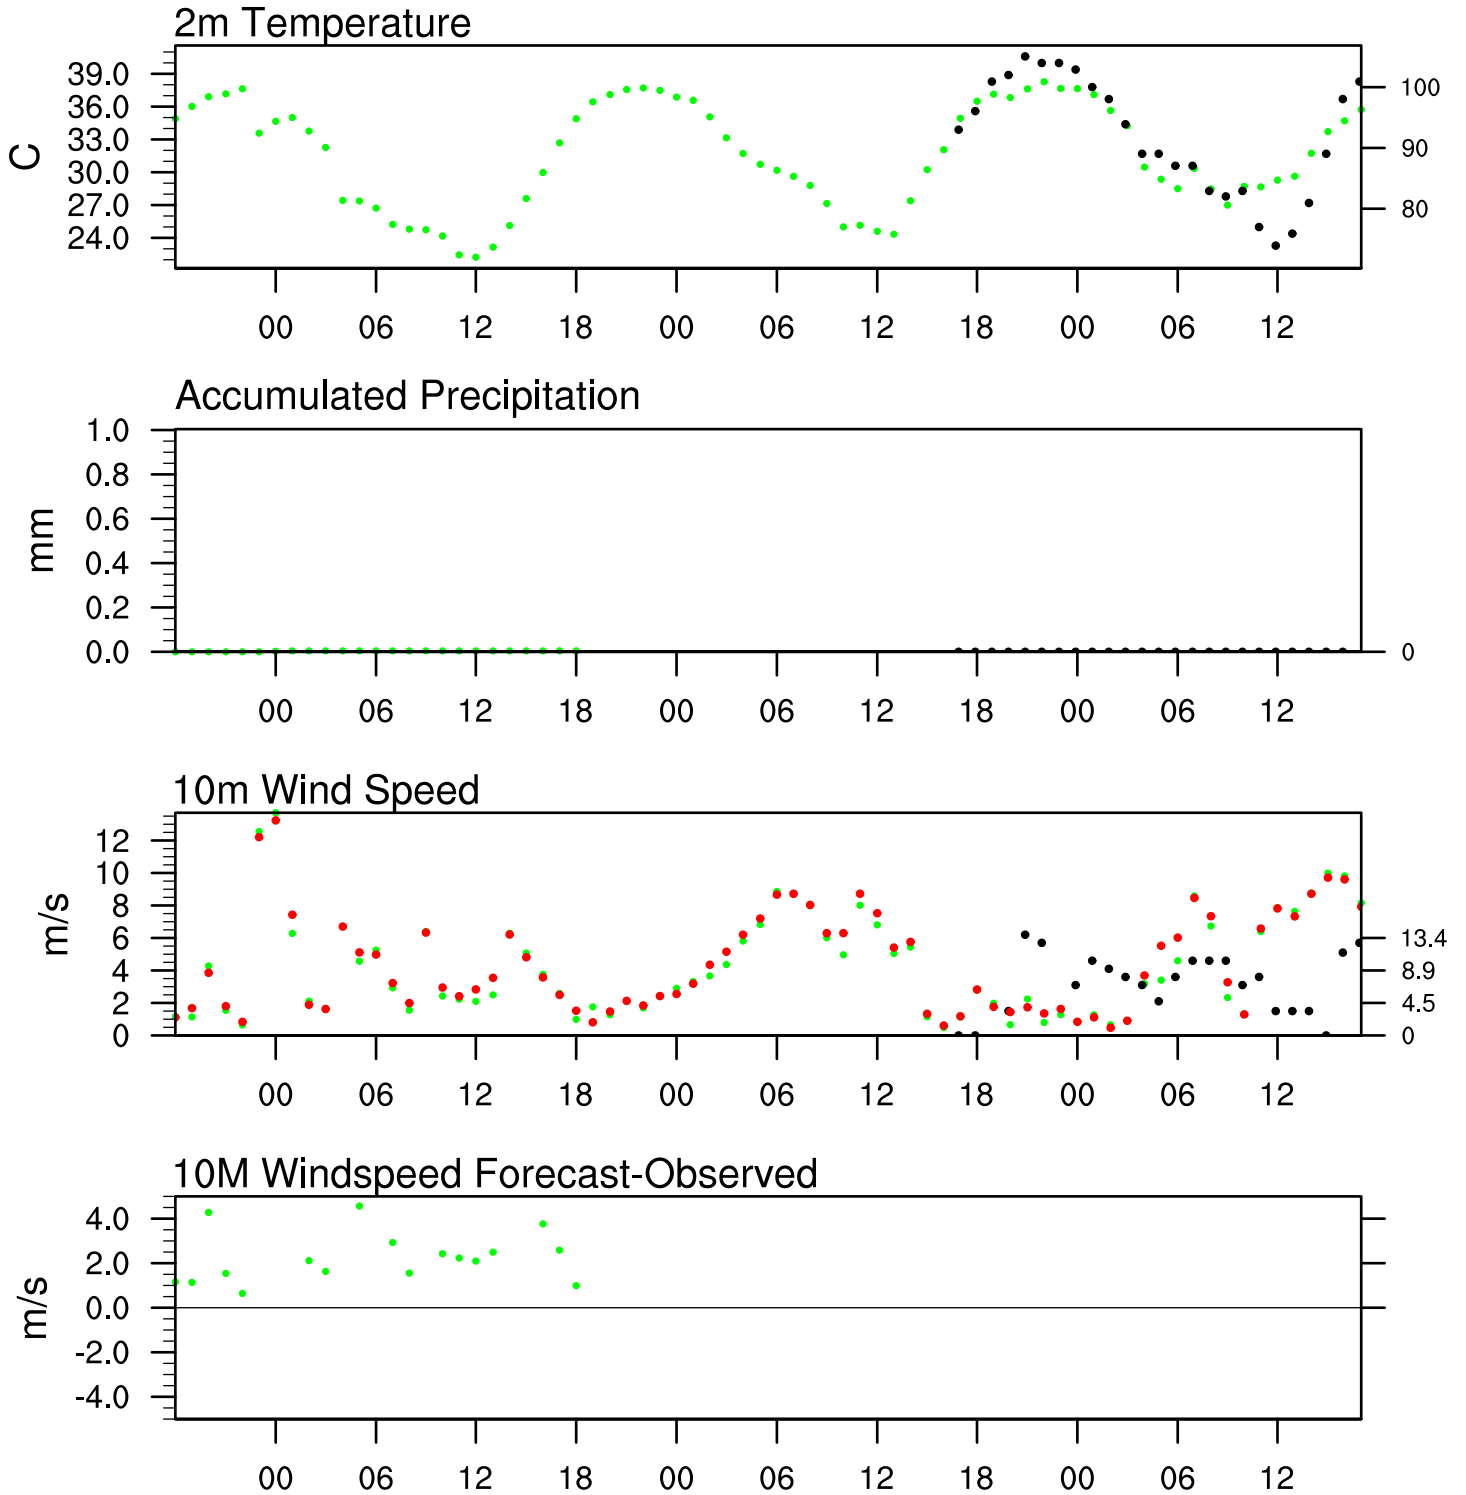 2m Temperature
39.0
36.0
33.0
30.0
27.0
24.0
C
100
90
80
00 06 12 18 00 06 12 18 00 06 12
Accumulated Precipitation
1.0
0.8
0.6
0.4
0.2
0.0
mm
0
00 06 12 18 00 06 12 18 00 06 12
10m Wind Speed
12
10
8
6
4
2
0
m/s
13.4
8.9
4.5
0
00 06 12 18 00 06 12 18 00 06 12
10M Windspeed Forecast-Observed
4.0
2.0
0.0
-2.0
-4.0
m/s
00 06 12 18 00 06 12 18 00 06 12